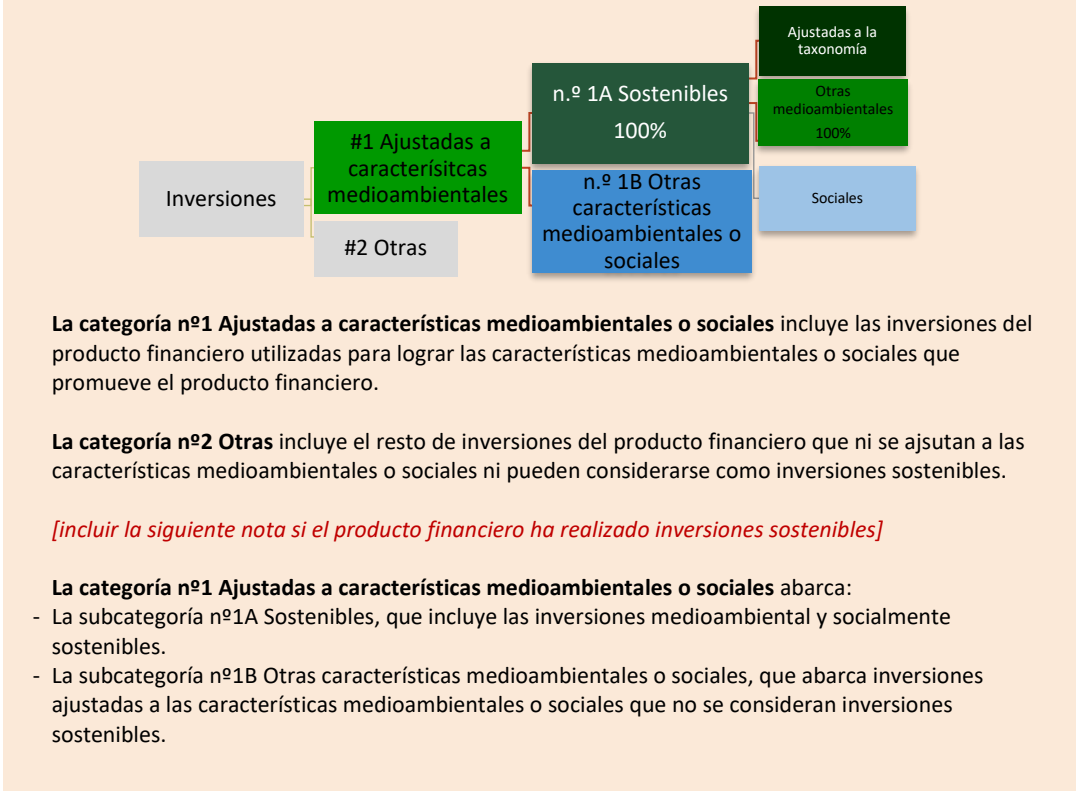 Ajustadas a la
taxonomía
n.º 1A Sostenibles
100%
Otras
medioambientales
100%
#1 Ajustadas a
caracterísitcas
medioambientales
Inversiones
n.º 1B Otras
características
medioambientales o
sociales
Sociales
#2 Otras
La categoría nº1 Ajustadas a características medioambientales o sociales incluye las inversiones del
producto financiero utilizadas para lograr las características medioambientales o sociales que
promueve el producto financiero.
La categoría nº2 Otras incluye el resto de inversiones del producto financiero que ni se ajsutan a las
características medioambientales o sociales ni pueden considerarse como inversiones sostenibles.
[incluir la siguiente nota si el producto financiero ha realizado inversiones sostenibles]
La categoría nº1 Ajustadas a características medioambientales o sociales abarca:
- La subcategoría nº1A Sostenibles, que incluye las inversiones medioambiental y socialmente
sostenibles.
- La subcategoría nº1B Otras características medioambientales o sociales, que abarca inversiones
ajustadas a las características medioambientales o sociales que no se consideran inversiones
sostenibles.